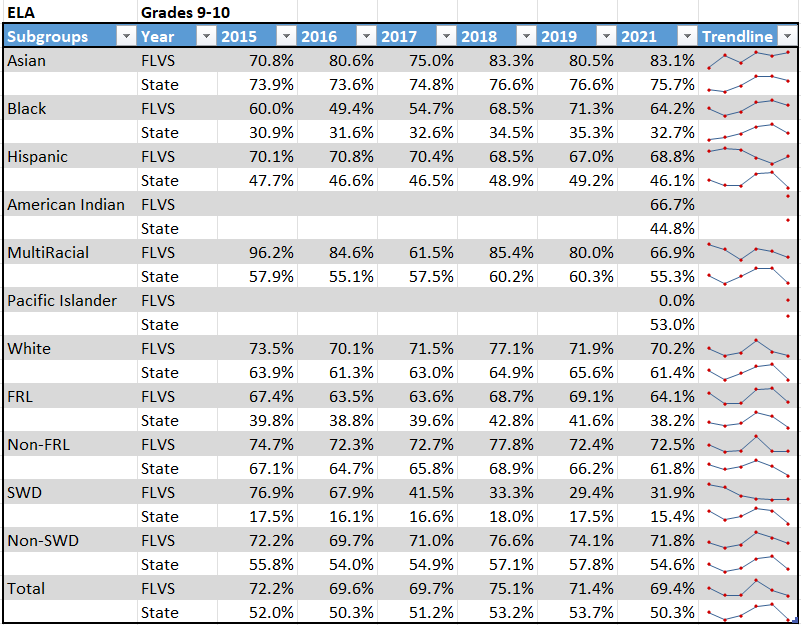 ELA Grades 9-10
Subgroups Year 2015 2016 2017 2018 2019 2021 Trendline
Asian FLVS 70.8% 80.6% 75.0% 83.3% 80.5% 83.1%
State 73.9% 73.6% 74.8% 76.6% 76.6% 75.7%
Black FLVS 60.0% 49.4% 54.7% 68.5% 71.3% 64.2%
State 30.9% 31.6% 32.6% 34.5% 35.3% 32.7%
Hispanic FLVS 70.1% 70.8% 70.4% 68.5% 67.0% 68.8%
State 47.7% 46.6% 46.5% 48.9% 49.2% 46.1%
American Indian FLVS 66.7%
State 44.8%
MultiRacial FLVS 96.2% 84.6% 61.5% 85.4% 80.0% 66.9%
State 57.9% 55.1% 57.5% 60.2% 60.3% 55.3%
Pacific Islander FLVS 0.0%
State 53.0%
White FLVS 73.5% 70.1% 71.5% 77.1% 71.9% 70.2%
State 63.9% 61.3% 63.0% 64.9% 65.6% 61.4%
FRL FLVS 67.4% 63.5% 63.6% 68.7% 69.1% 64.1%
State 39.8% 38.8% 39.6% 42.8% 41.6% 38.2%
Non-FRL FLVS 74.7% 72.3% 72.7% 77.8% 72.4% 72.5%
State 67.1% 64.7% 65.8% 68.9% 66.2% 61.8%
SWD FLVS 76.9% 67.9% 41.5% 33.3% 29.4% 31.9%
State 17.5% 16.1% 16.6% 18.0% 17.5% 15.4%
Non-SWD FLVS 72.2% 69.7% 71.0% 76.6% 74.1% 71.8%
State 55.8% 54.0% 54.9% 57.1% 57.8% 54.6%
Total FLVS 72.2% 69.6% 69.7% 75.1% 71.4% 69.4%
State 52.0% 50.3% 51.2% 53.2% 53.7% 50.3%